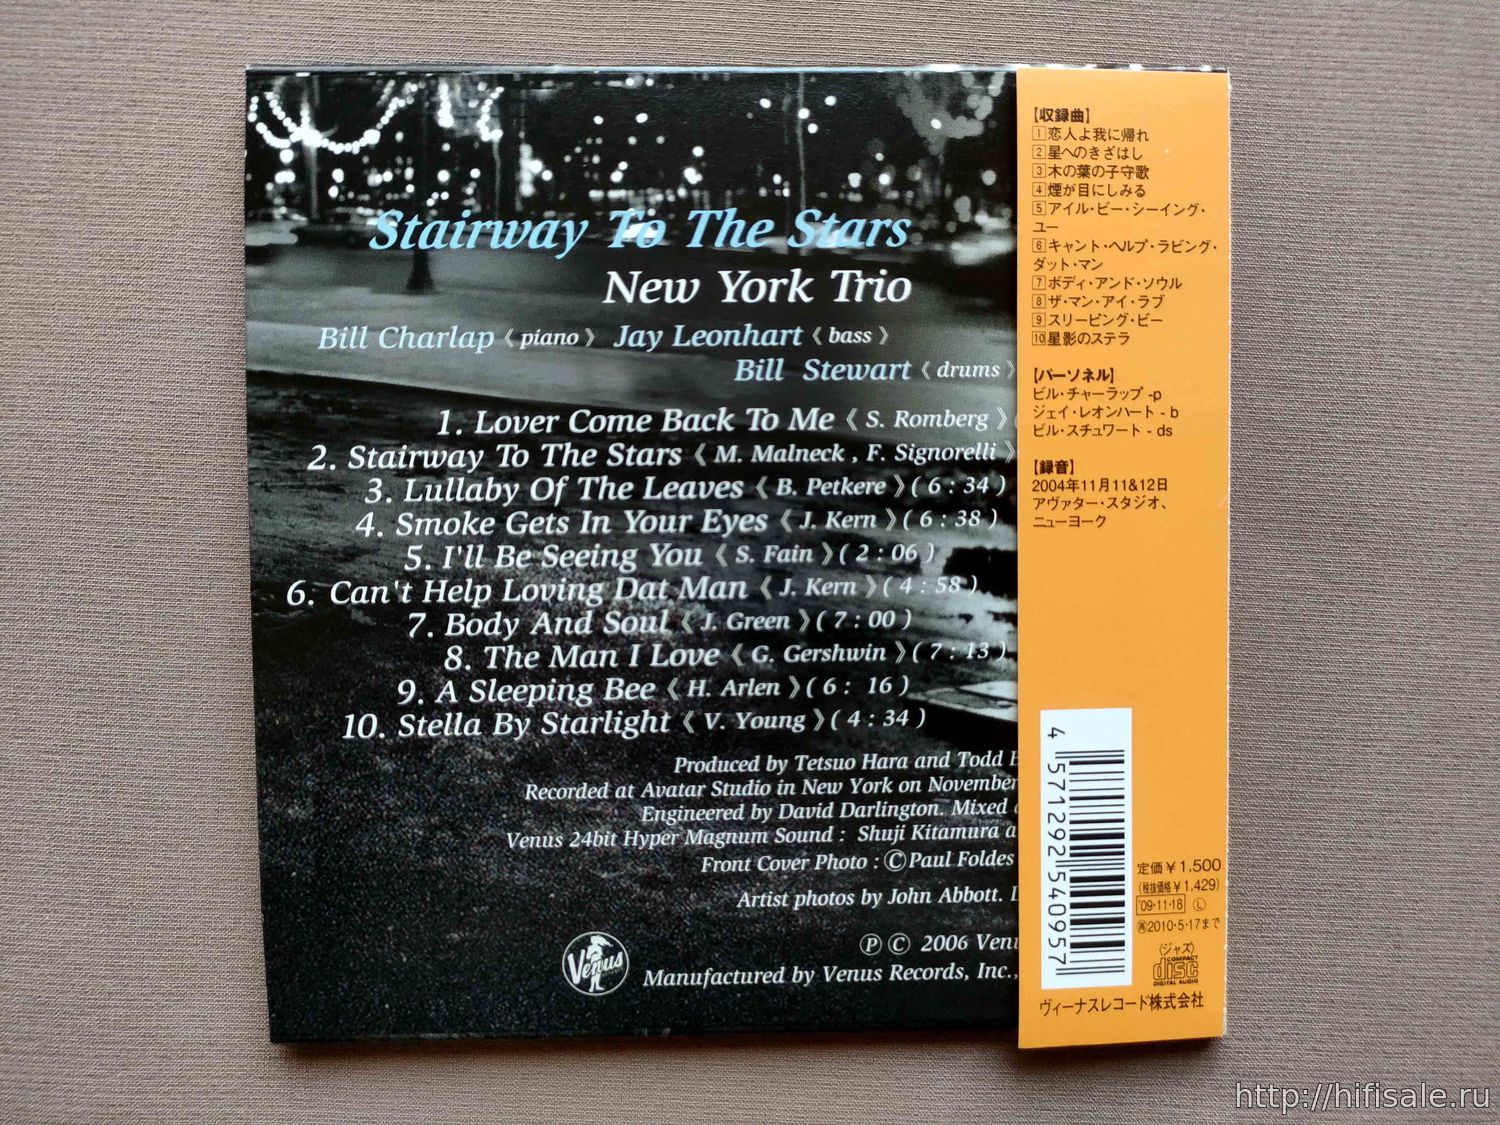 Stairway To The Stars
New York Trio
Bill Charlap 《 piano 》 Jay Leonhart 《 bass 》
Bill Stewart 《 drums 》
1. Lover Come Back To Me 《 S. Romberg 》(
2. Stairway To The Stars 《 M. Malneck , F. Signorelli 》
3. Lullaby Of The Leaves 《 B. Petkere 》( 6 : 34 )
4. Smoke Gets In Your Eyes 《 J. Kern 》( 6 : 38 )
5. I'll Be Seeing You 《 S. Fain 》( 2 : 06 )
6. Can't Help Loving Dat Man 《 J. Kern 》( 4 : 58 )
7. Body And Soul 《 J. Green 》( 7 : 00 )
8. The Man I Love 《 G. Gershwin 》( 7 : 13 )
9. A Sleeping Bee 《 H. Arlen 》( 6 : 16 )
10. Stella By Starlight 《 V. Young 》( 4 : 34 )
Produced by Tetsuo Hara and Todd
Recorded at Avatar Studio in New York on November
Engineered by David Darlington. Mixed
Venus 24bit Hyper Magnum Sound : Shuji Kitamura
Front Cover Photo : ©Paul Foldes
Artist photos by John Abbott.
Ⓟ © 2006 Venu
Venus
Manufactured by Venus Records, Inc.,
【収録曲】
1 恋人よ我に帰れ
2 星へのきざはし
3 木の葉の子守歌
4 煙が目にしみる
5 アイル・ビー・シーイング・
ユー
6 キャント・ヘルプ・ラビング・
ダット・マン
7 ボディ・アンド・ソウル
8 ザ・マン・アイ・ラブ
9 スリーピング・ビー
10 星影のステラ
【パーソネル】
ビル・チャーラップ -p
ジェイ・レオンハート - b
ビル・スチュワート - ds
【録音】
2004年11月11&12日
アヴァター・スタジオ、
ニューヨーク
4 571292 540957
定価￥1,500
(税抜価格￥1,429)
'09・11・18 Ⓛ
㊢2010・5・17まで
〈ジャズ〉
COMPACT
disc
DIGITAL AUDIO
ヴィーナスレコード株式会社
http://hifisale.ru